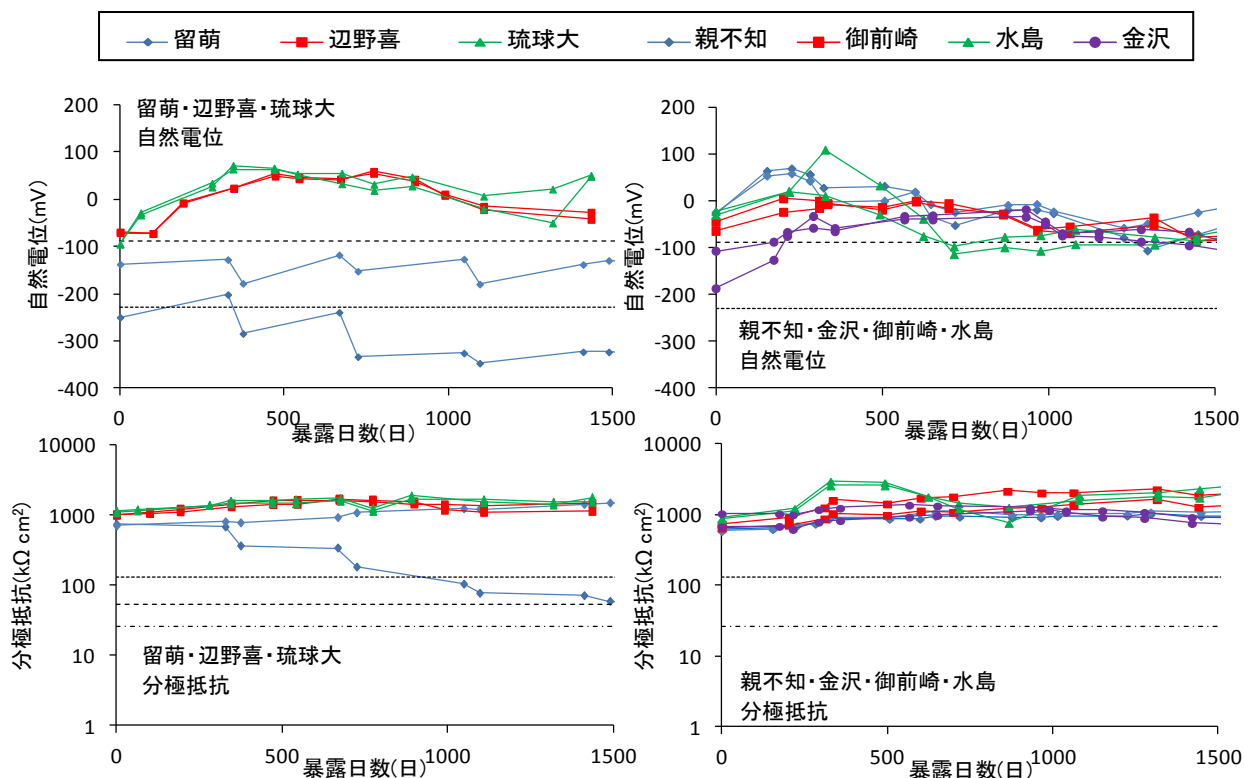 留萌 辺野喜 琉球大 親不知 御前崎 水島 金沢
留萌・辺野喜・琉球大
自然電位
自然電位(mV)
200
100
0
-100
-200
-300
-400
0 500 1000 1500
暴露日数(日)
自然電位(mV)
200
100
0
-100
-200
-300
-400
親不知・金沢・御前崎・水島
自然電位
0 500 1000 1500
暴露日数(日)
分極抵抗(kΩ cm²)
10000
1000
100
10
1
留萌・辺野喜・琉球大
分極抵抗
0 500 1000 1500
暴露日数(日)
分極抵抗(kΩ cm²)
10000
1000
100
10
1
親不知・金沢・御前崎・水島
分極抵抗
0 500 1000 1500
暴露日数(日)